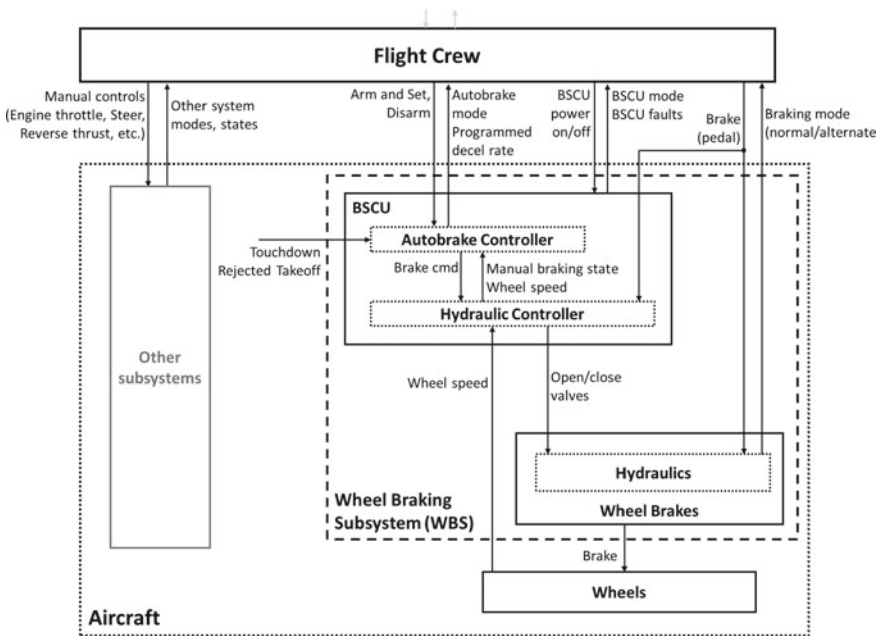 Flight Crew
Manual controls
(Engine throttle, Steer,
Reverse thrust, etc.)
Other system
modes, states
Arm and Set,
Disarm
Autobrake
mode
Programmed
decel rate
BSCU
power
on/off
BSCU mode
BSCU faults
Brake
(pedal)
Braking mode
(normal/alternate
BSCU
Autobrake Controller
Touchdown
Rejected Takeoff
Brake cmd
Manual braking state
Wheel speed
Hydraulic Controller
Other
subsystems
Wheel speed
Open/close
valves
Hydraulics
Wheel Brakes
Wheel Braking
Subsystem (WBS)
Brake
Wheels
Aircraft